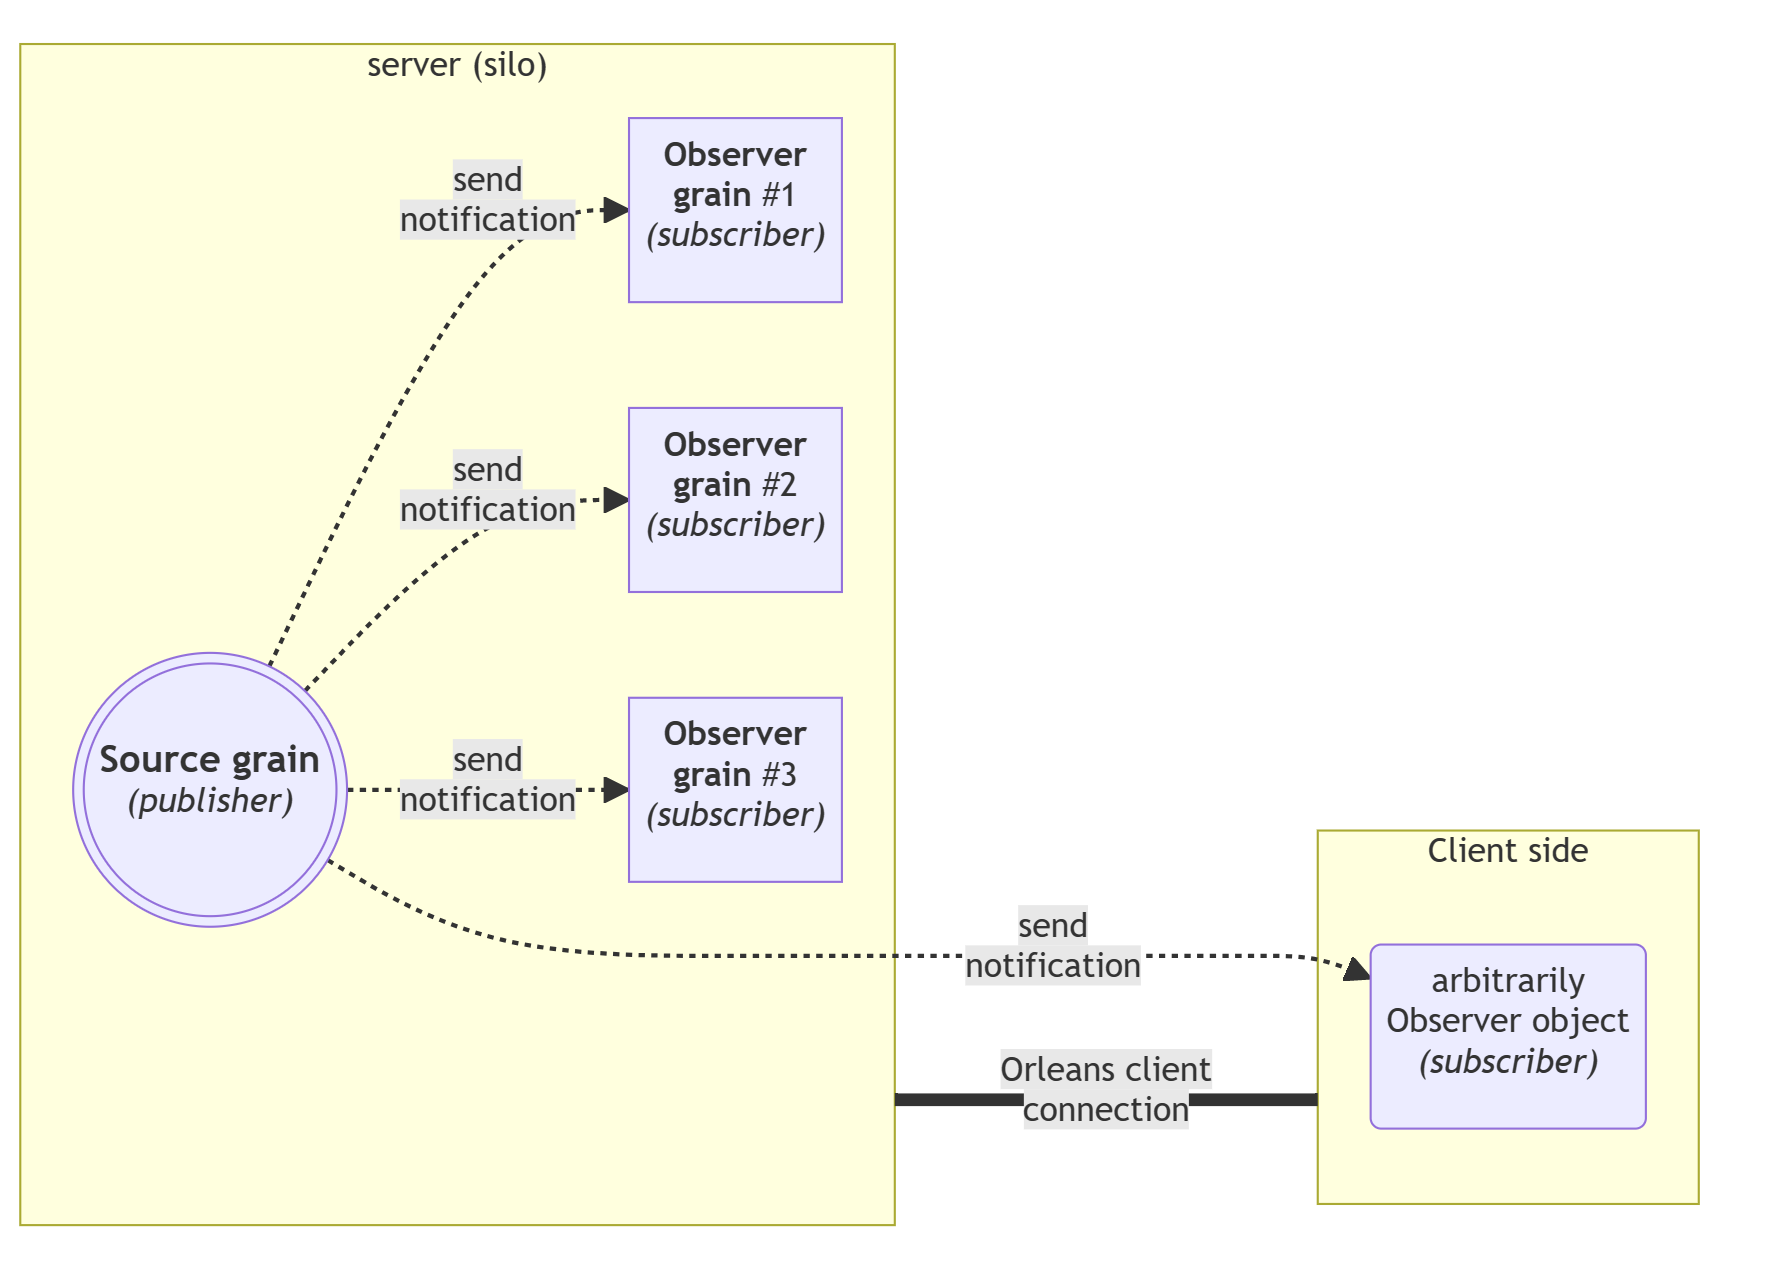 server (silo)
send
notification
Observer
grain #1
(subscriber)
send
notification
Observer
grain #2
(subscriber)
Source grain
(publisher)
send
notification
Observer
grain #3
(subscriber)
Client side
send
notification
arbitrarily
Observer object
(subscriber)
Orleans client
connection